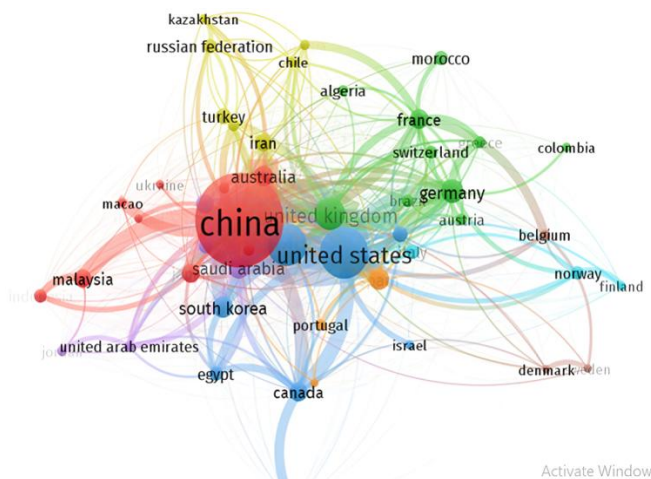 kazakhstan
russian federation
chile
morocco
algeria
turkey
france
iran
switzerland
greece
colombia
australia
ukraine
macao
germany
china
united kingdom
austria
belgium
united states
saudi arabia
malaysia
norway
finland
south korea
portugal
united arab emirates
israel
egypt
canada
denmark
Activate Window